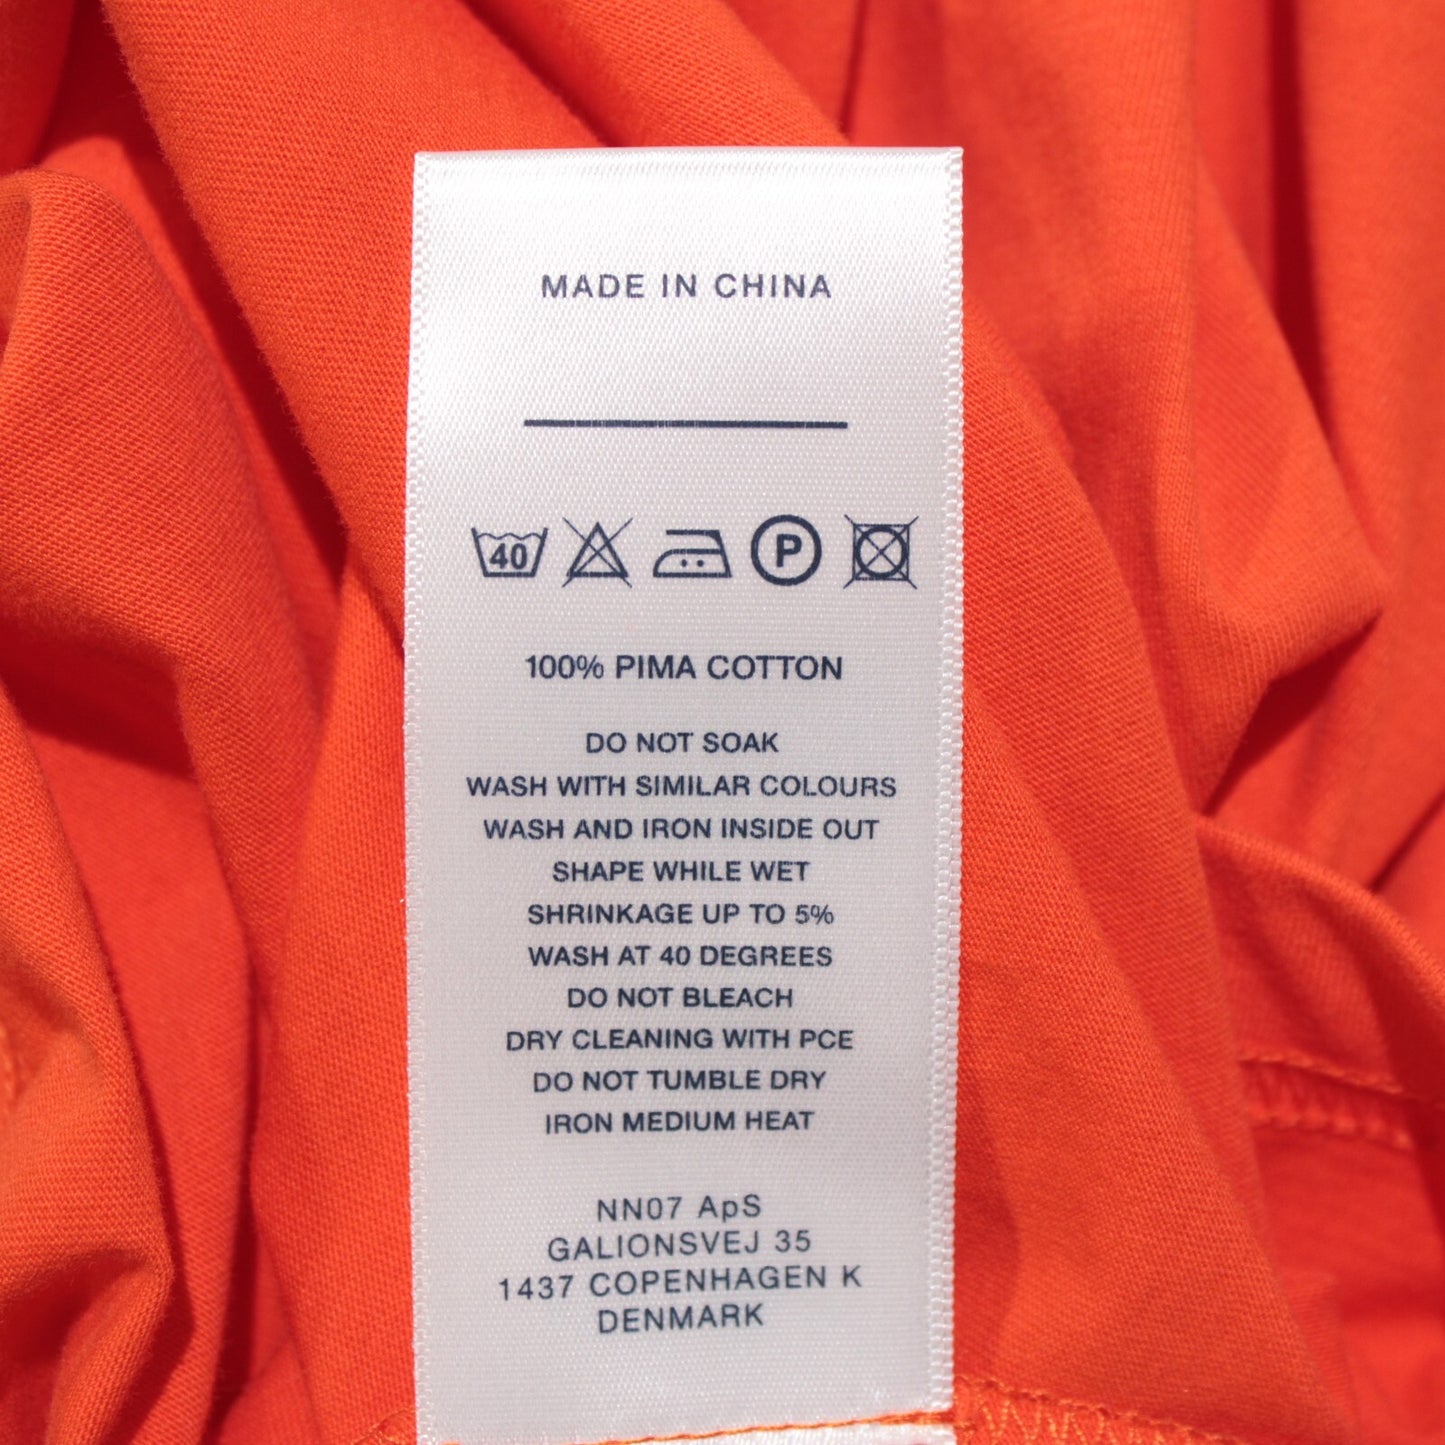 MADE IN CHINA
40 P
100% PIMA COTTON
DO NOT SOAK
WASH WITH SIMILAR COLOURS
WASH AND IRON INSIDE OUT
SHAPE WHILE WET
SHRINKAGE UP TO 5%
WASH AT 40 DEGREES
DO NOT BLEACH
DRY CLEANING WITH PCE
DO NOT TUMBLE DRY
IRON MEDIUM HEAT
NN07 ApS
GALIONSVEJ 35
1437 COPENHAGEN K
DENMARK